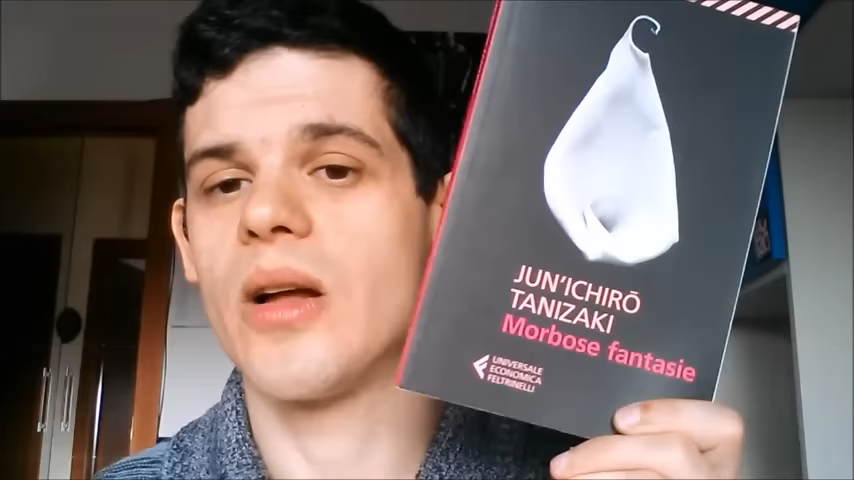 JUN'ICHIRŌ
TANIZAKI
Morbose fantasie
UNIVERSALE
ECONOMICA
FELTRINELLI